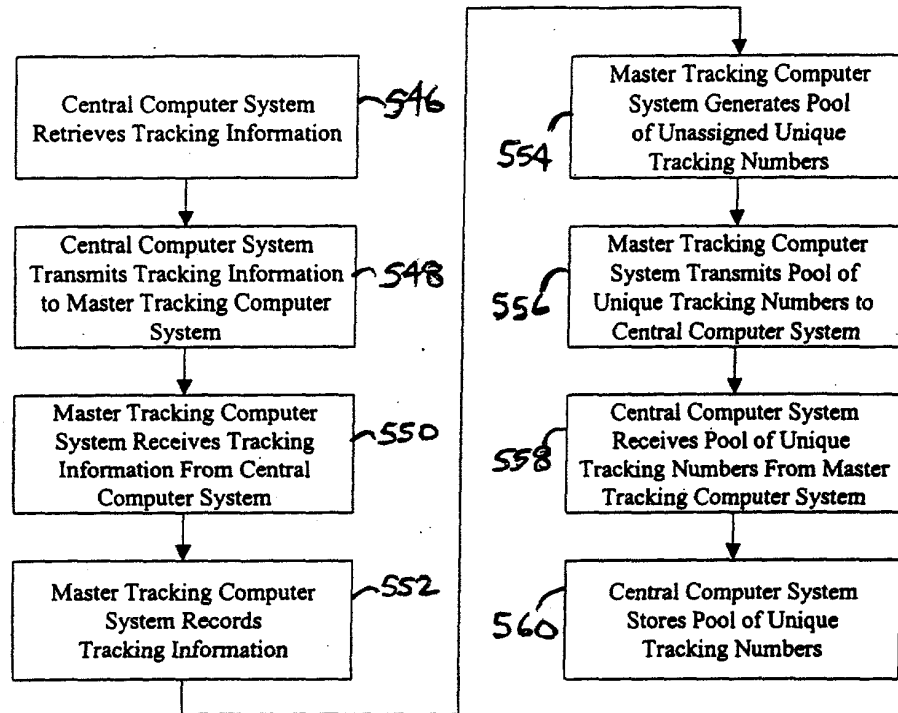 Central Computer System
Retrieves Tracking Information
546
Central Computer System
Transmits Tracking Information
to Master Tracking Computer
System
548
Master Tracking Computer
System Receives Tracking
Information From Central
Computer System
550
Master Tracking Computer
System Records
Tracking Information
552
Master Tracking Computer
System Generates Pool
of Unassigned Unique
Tracking Numbers
554
Master Tracking Computer
System Transmits Pool of
Unique Tracking Numbers to
Central Computer System
556
Central Computer System
Receives Pool of Unique
Tracking Numbers From Master
Tracking Computer System
558
Central Computer System
Stores Pool of Unique
Tracking Numbers
560